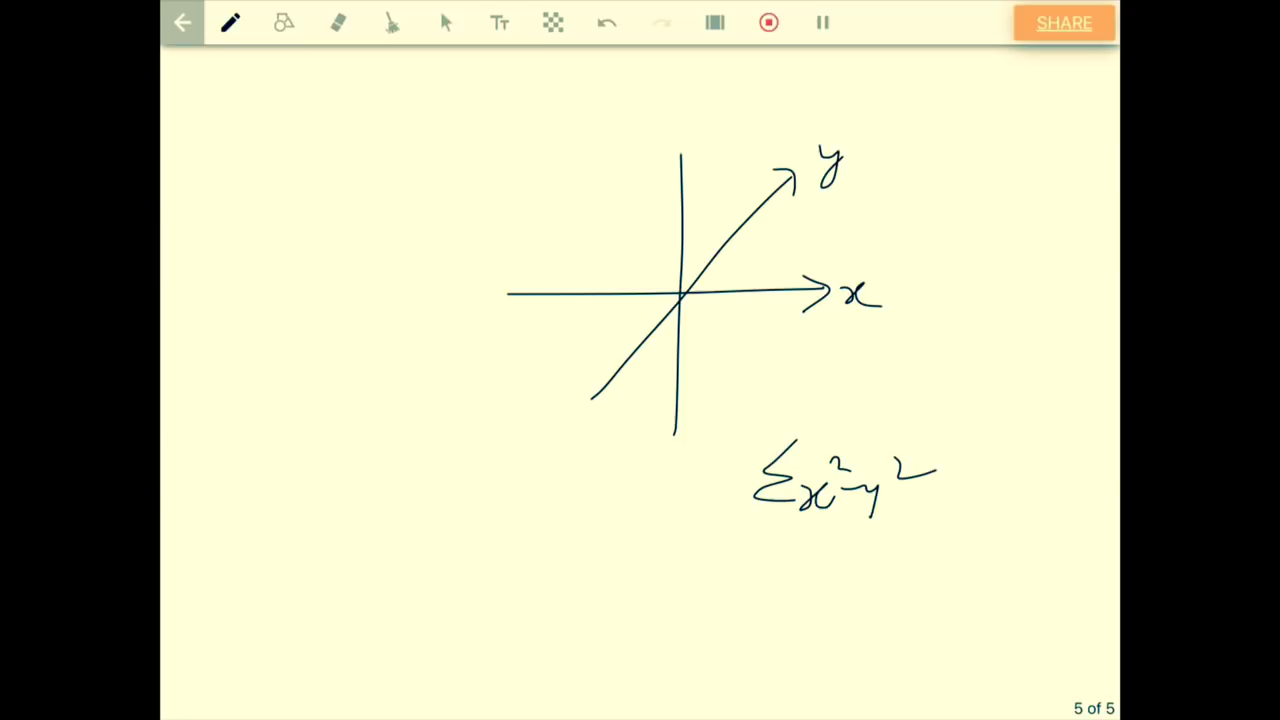 SHARE
y
x
Σx²-y²
5 of 5